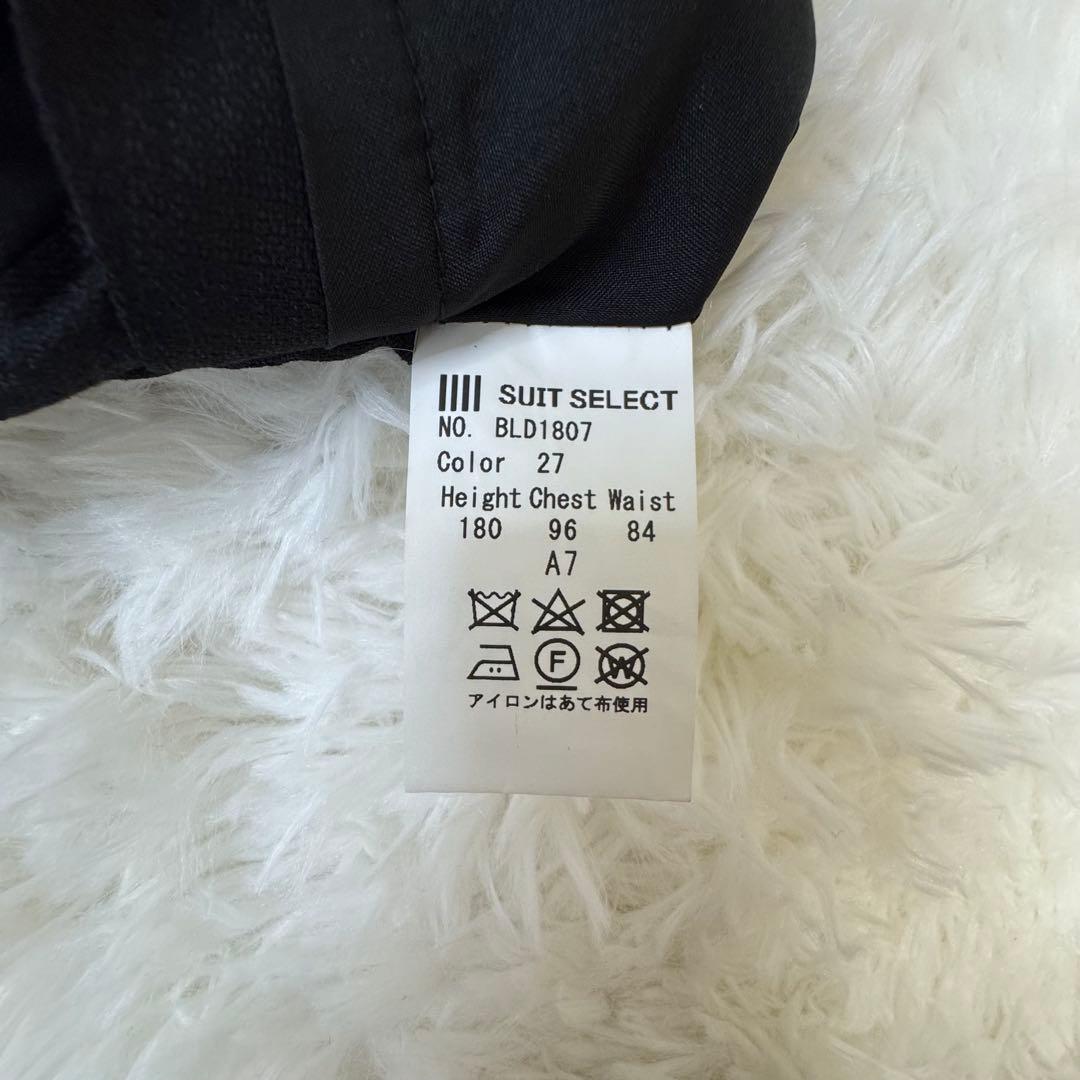 SUIT SELECT
NO. BLD1807
Color 27
Height Chest Waist
180 96 84
A7
F W
アイロンはあて布使用